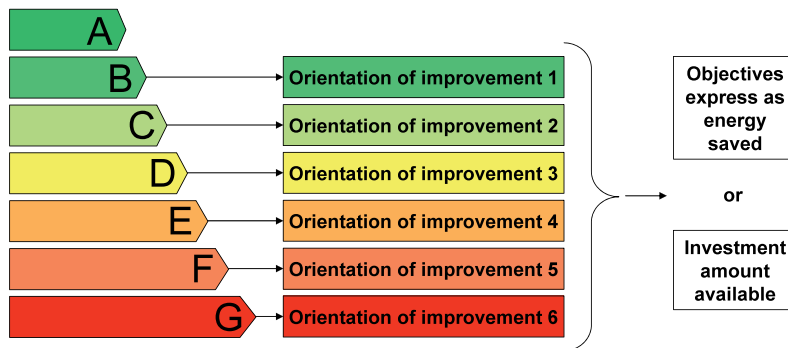 A
B
Orientation of improvement 1
C
Orientation of improvement 2
D
Orientation of improvement 3
E
Orientation of improvement 4
F
Orientation of improvement 5
G
Orientation of improvement 6
Objectives
express as
energy
saved
or
Investment
amount
available